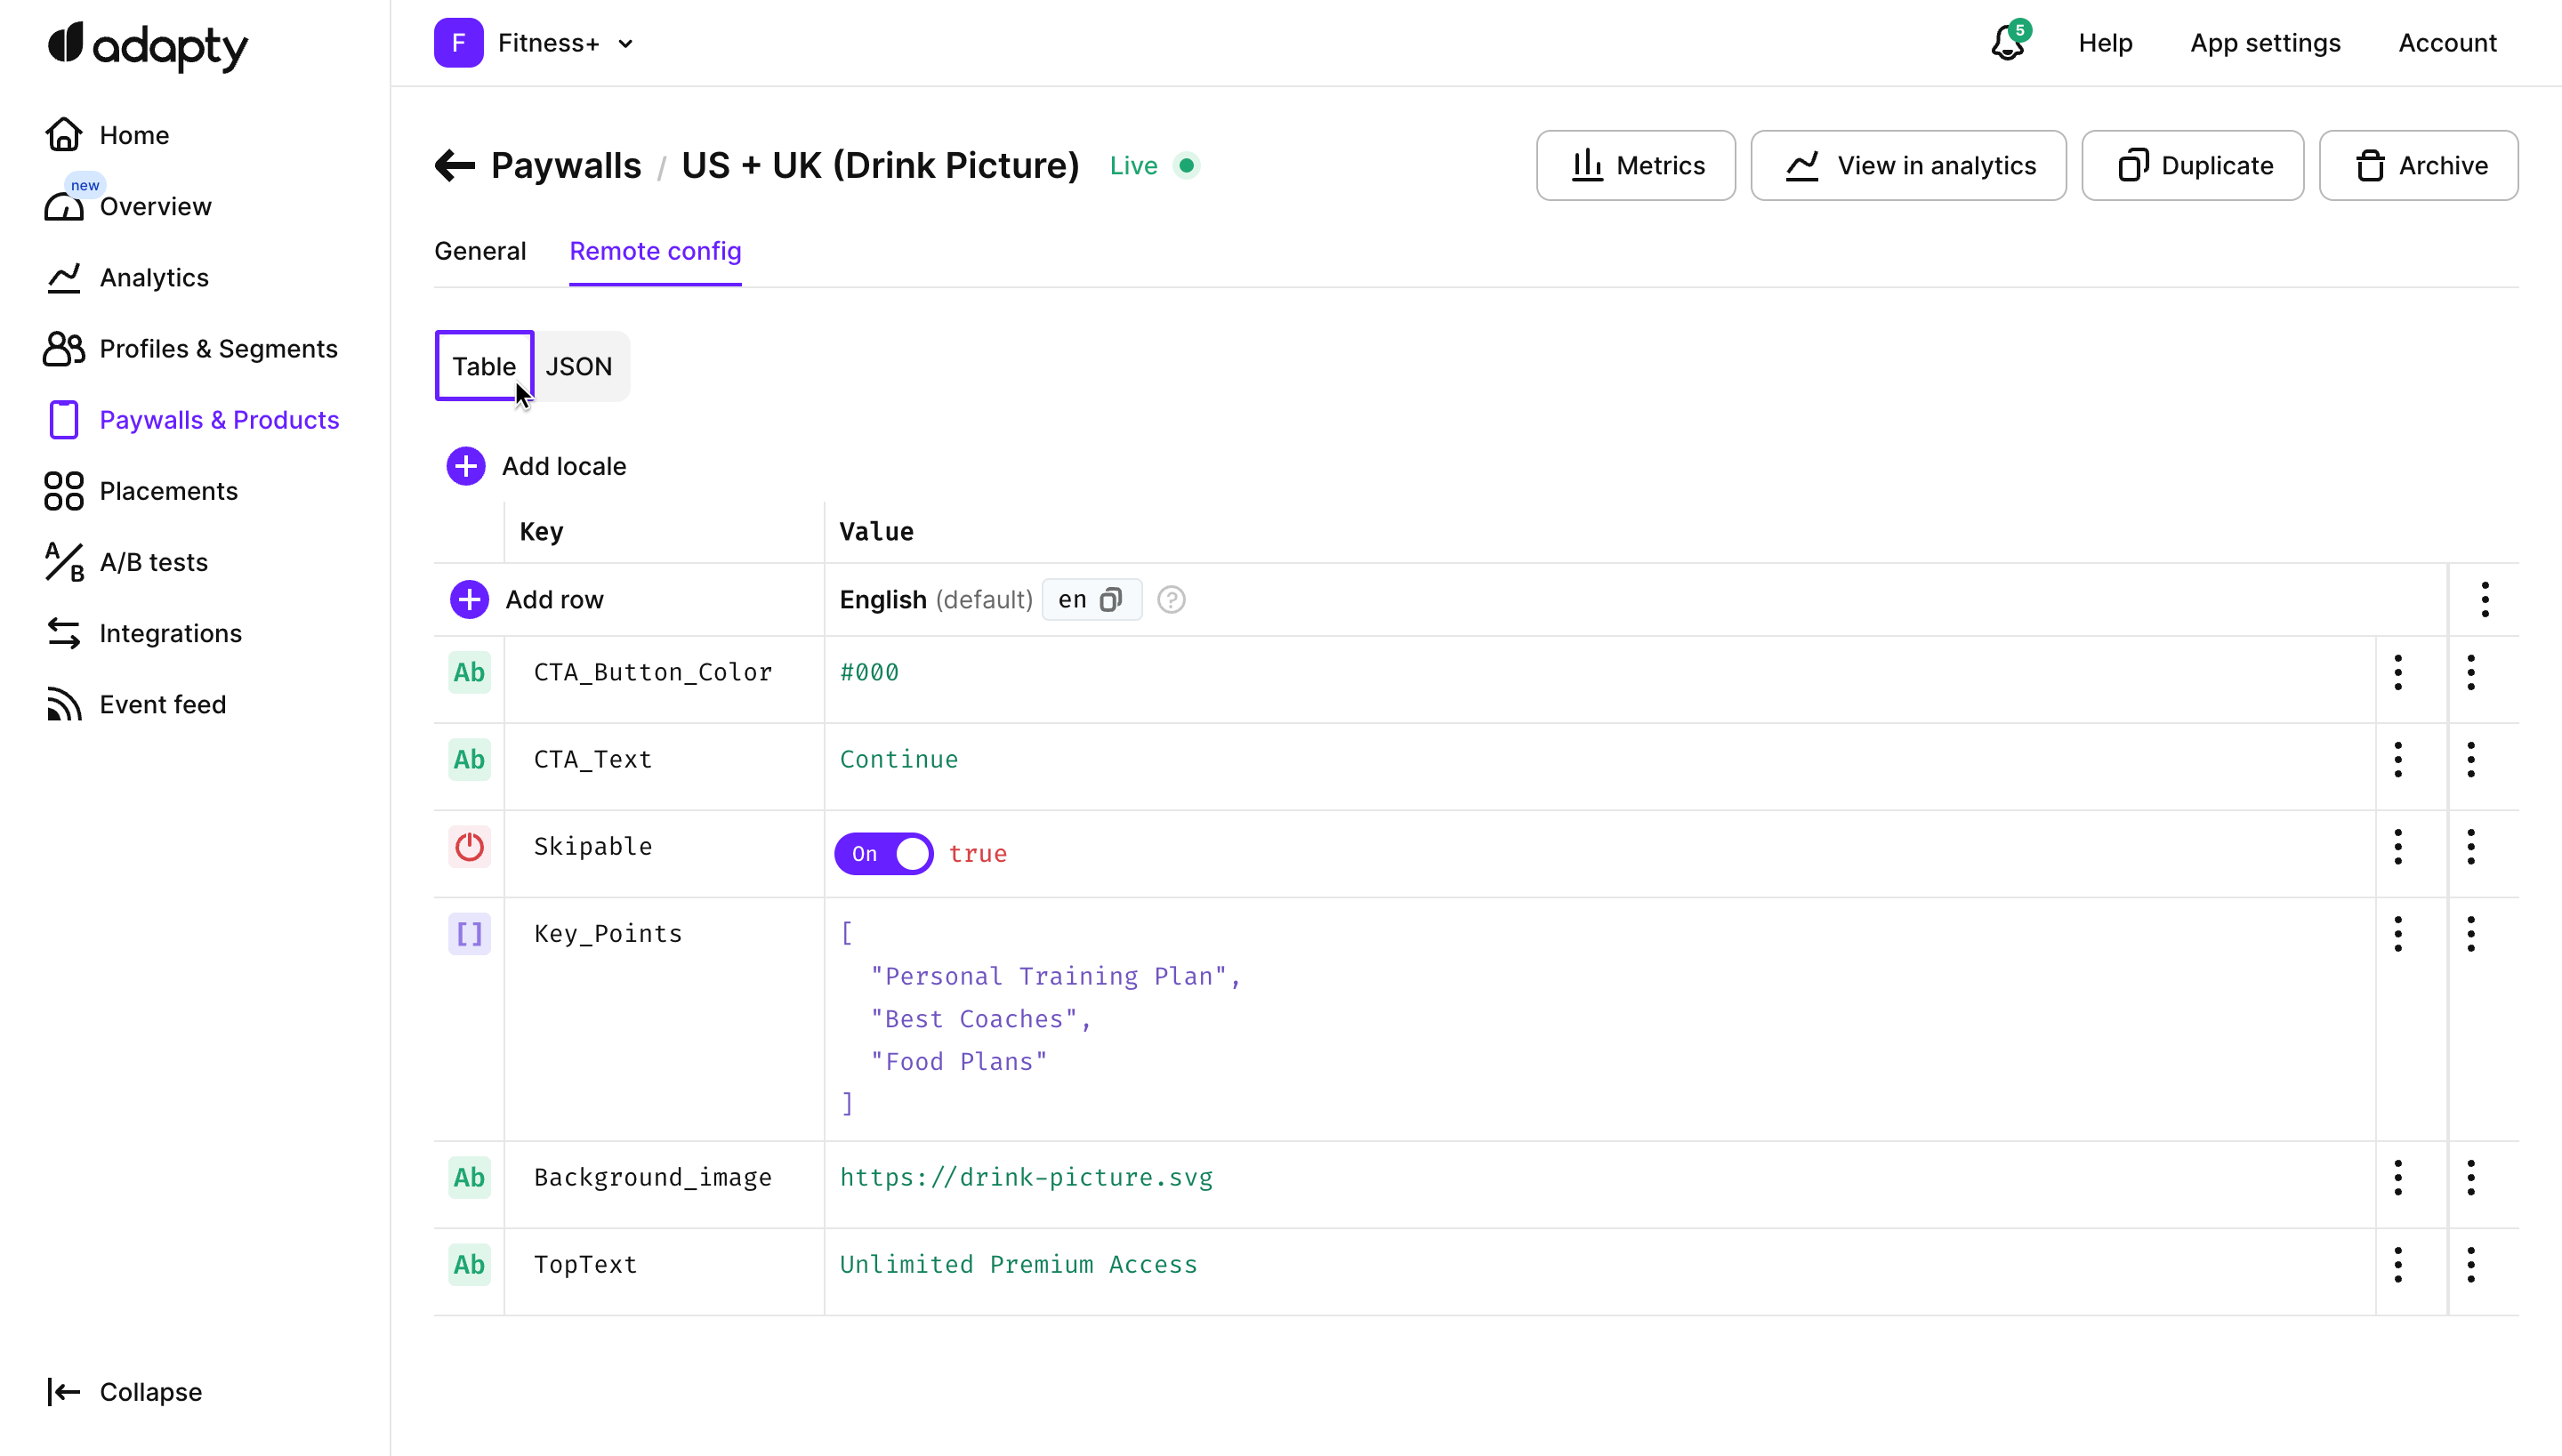 adapty
F Fitness+
5
Help
App settings
Account
Home
new
Overview
Analytics
Profiles & Segments
Paywalls & Products
Placements
A/B tests
Integrations
Event feed
Collapse
Paywalls / US + UK (Drink Picture)
Live
Metrics
View in analytics
Duplicate
Archive
General
Remote config
Table
JSON
Add locale
Key
Value
Add row
English (default) en ?
Ab CTA_Button_Color #000
Ab CTA_Text Continue
Skipable On true
[] Key_Points [
"Personal Training Plan",
"Best Coaches",
"Food Plans"
]
Ab Background_image https://drink-picture.svg
Ab TopText Unlimited Premium Access